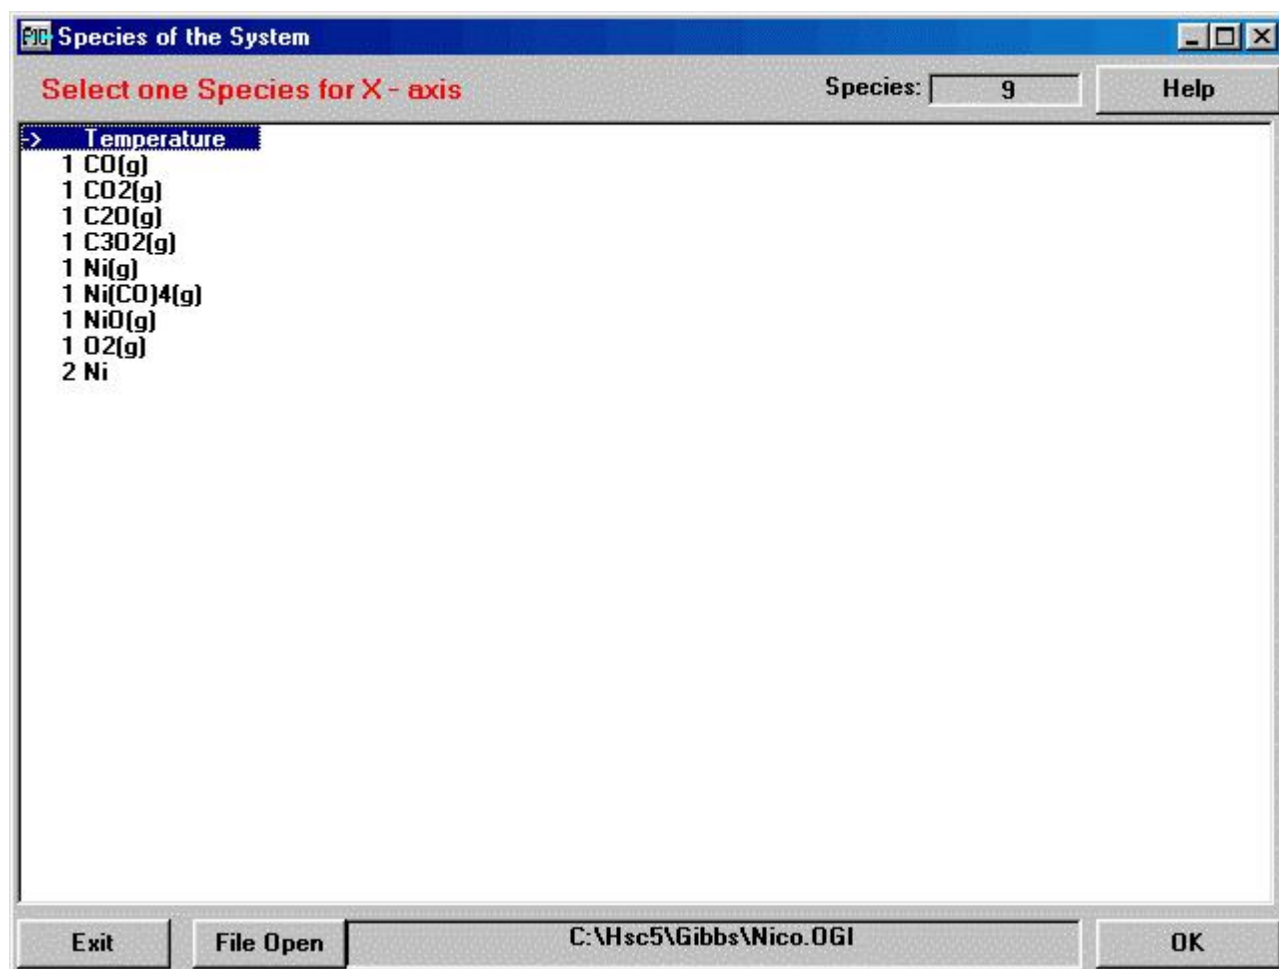 Species of the System
Select one Species for X - axis
Species: 9
Help
-> Temperature
1 CO(g)
1 CO2(g)
1 C2O(g)
1 C3O2(g)
1 Ni(g)
1 Ni(CO)4(g)
1 NiO(g)
1 O2(g)
2 Ni
Exit
File Open
C:\Hsc5\Gibbs\Nico.OGI
OK